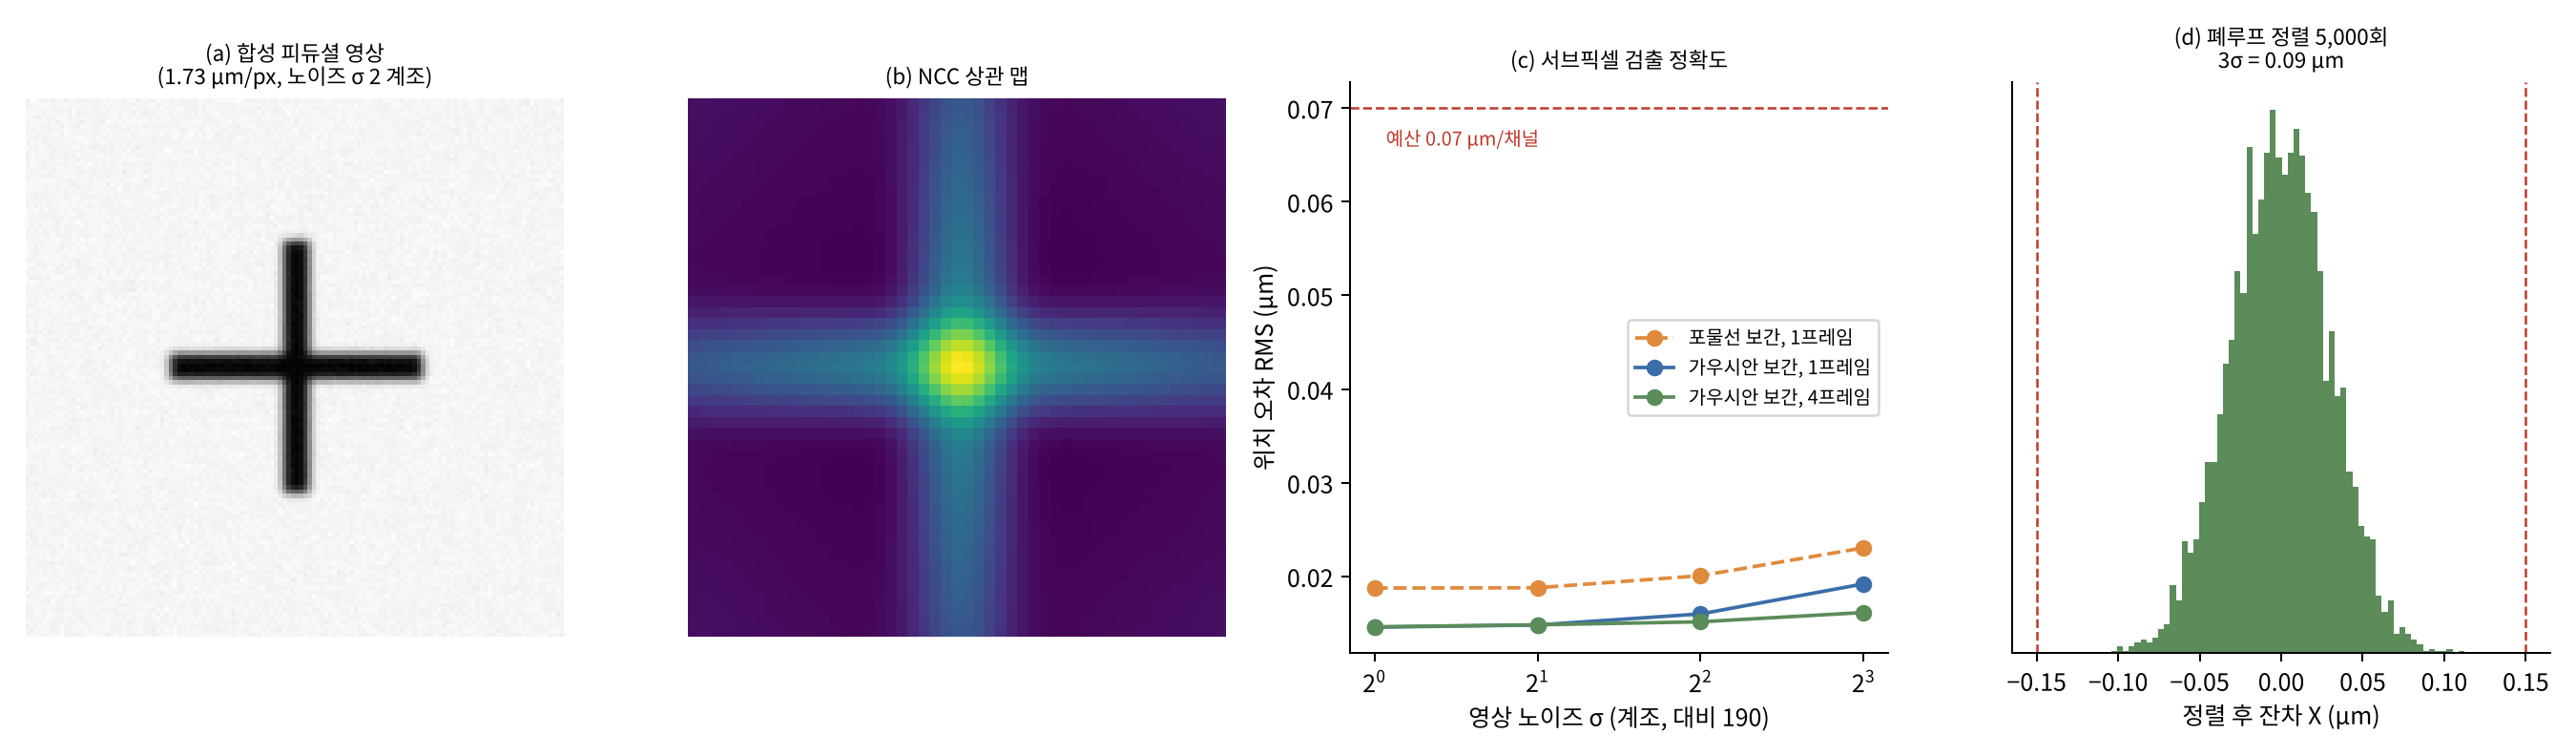 (a) 합성 피듀셜 영상
(1.73 μm/px, 노이즈 σ 2 계조)
(b) NCC 상관 맵
(c) 서브픽셀 검출 정확도
0.07
0.06
0.05
0.04
0.03
0.02
위치 오차 RMS (μm)
예산 0.07 μm/채널
포물선 보간, 1프레임
가우시안 보간, 1프레임
가우시안 보간, 4프레임
2⁰ 2¹ 2² 2³
영상 노이즈 σ (계조, 대비 190)
(d) 폐루프 정렬 5,000회
3σ = 0.09 μm
−0.15 −0.10 −0.05 0.00 0.05 0.10 0.15
정렬 후 잔차 X (μm)